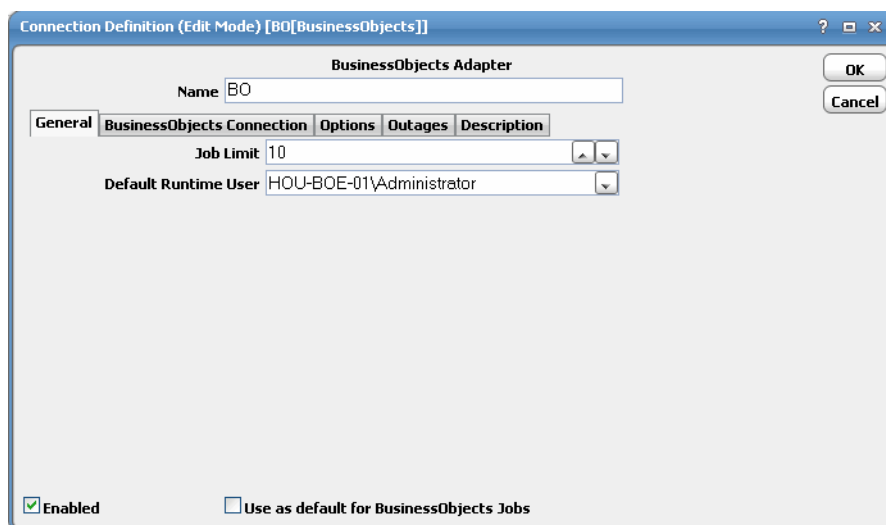 Connection Definition (Edit Mode) [BO[BusinessObjects]]
?
BusinessObjects Adapter
OK
Name BO
Cancel
General BusinessObjects Connection Options Outages Description
Job Limit 10
Default Runtime User HOU-BOE-01\Administrator
Enabled Use as default for BusinessObjects Jobs